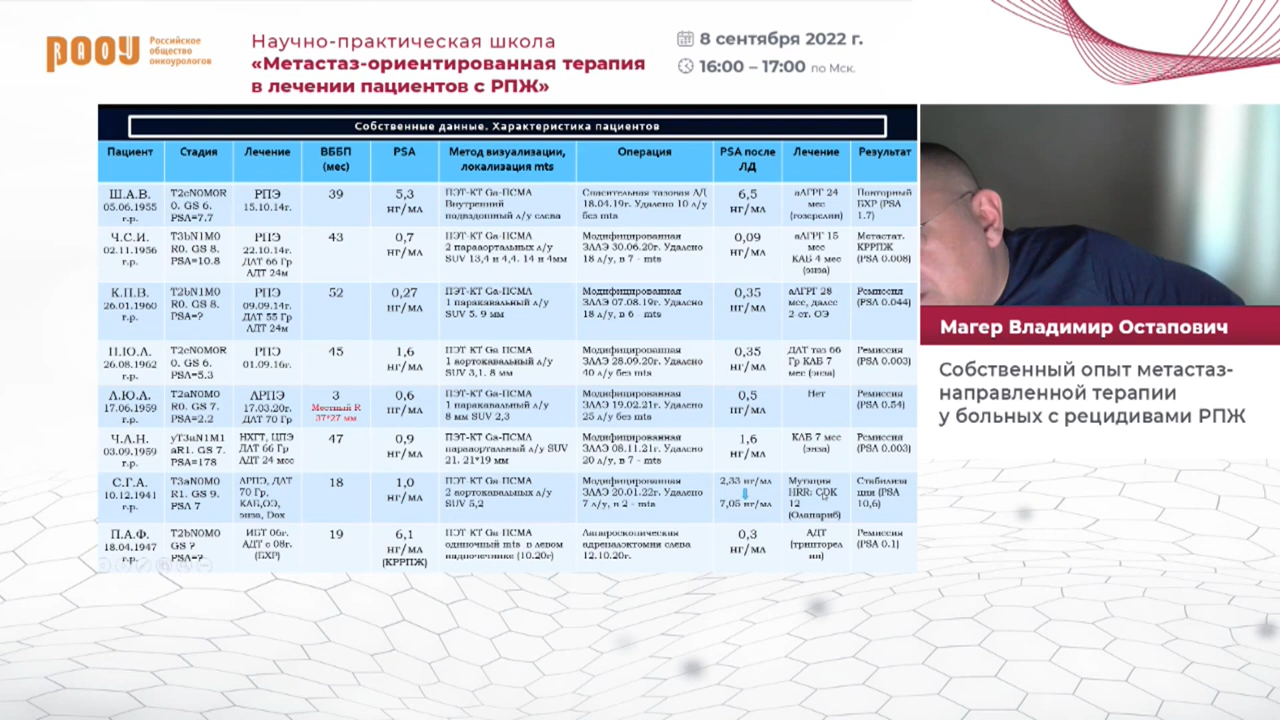 РАОУ
Российское
общество
онкоурологов
Научно-практическая школа
«Метастаз-ориентированная терапия
в лечении пациентов с РПЖ»
8 сентября 2022 г.
16:00 – 17:00 по Мск.
Собственные данные. Характеристика пациентов
Пациент Стадия Лечение ВББП (мес) PSA Метод визуализации, локализация mts Операция PSA после ЛД Лечение Результат
Ш.А.В.
05.06.1955
г.р.
T2cN0M0R
0. GS 6.
PSA=7.7
РПЭ
15.10.14г.
39
5,3
нг/мл
ПЭТ-КТ Ga-ПСМА
Внутренний
подвздошный л/у слева
Спасительная тазовая ЛД
18.04.19г. Удалено 10 л/у
без mts
6,5
нг/мл
аЛГРГ 24
мес
(гозерелин)
Повторный
БХР (PSA
1.7)
Ч.С.И.
02.11.1956
г.р.
T3bN1M0
R0. GS 8.
PSA=10.8
РПЭ
22.10.14г.
ДЛТ 66 Гр
АДТ 24м
43
0,7
нг/мл
ПЭТ-КТ Ga-ПСМА
2 парааортальных л/у
SUV 13,4 и 4,4. 14 и 4мм
Модифицированная
ЗЛАЭ 30.06.20г. Удалено
18 л/у, в 7 - mts
0,09
нг/мл
аЛГРГ 15
мес
КАБ 4 мес
(энза)
Метастат.
КРРПЖ
(PSA 0.008)
К.П.В.
26.01.1960
г.р.
T2bN1M0
R0. GS 8.
PSA=?
РПЭ
09.09.14г.
ДЛТ 55 Гр
АДТ 24м
52
0,27
нг/мл
ПЭТ-КТ Ga-ПСМА
1 паракавальный л/у
SUV 5. 9 мм
Модифицированная
ЗЛАЭ 07.08.19г. Удалено
18 л/у, в 6 - mts
0,35
нг/мл
аЛГРГ 28
мес, далее
2-ст. ОЭ
Ремиссия
(PSA 0.044)
П.Ю.А.
26.08.1962
г.р.
T2cN0M0R
0. GS 6.
PSA=5.3
РПЭ
01.09.16г.
45
1,6
нг/мл
ПЭТ-КТ Ga-ПСМА
1 аортокавальный л/у
SUV 3,1. 8 мм
Модифицированная
ЗЛАЭ 28.09.20г. Удалено
40 л/у без mts
0,35
нг/мл
ДЛТ таз 66
Гр КАБ 7
мес (энза)
Ремиссия
(PSA 0.003)
Л.Ю.А.
17.06.1959
г.р.
T2aN0M0
R0. GS 7.
PSA=2.2
АРПЭ
17.03.20г.
ДЛТ 70 Гр
3
Местный R
37*27 мм
0,6
нг/мл
ПЭТ-КТ Ga-ПСМА
1 паракавальный л/у
8 мм SUV 2,3
Модифицированная
ЗЛАЭ 19.02.21г. Удалено
25 л/у без mts
0,5
нг/мл
Нет
Ремиссия
(PSA 0.54)
Ч.А.Н.
03.09.1959
г.р.
yT3aN1M1
aR1. GS 7.
PSA=178
НХГТ, ЦПЭ
ДЛТ 66 Гр
АДТ 24 мес
47
0,9
нг/мл
ПЭТ-КТ Ga-ПСМА
парааортальный л/у SUV
21. 21*19 мм
Модифицированная
ЗЛАЭ 08.11.21г. Удалено
20 л/у, в 7 - mts
1,6
нг/мл
КАБ 7 мес
(энза)
Ремиссия
(PSA 0.003)
С.Г.А.
10.12.1941
г.р.
T3aN0M0
R1. GS 9.
PSA 7
АРПЭ, ДЛТ
70 Гр,
КАБ,ОЭ,
энза, Dox
18
1,0
нг/мл
ПЭТ-КТ Ga-ПСМА
2 аортокавальных л/у
SUV 5,2
Модифицированная
ЗЛАЭ 20.01.22г. Удалено
7 л/у, в 2 - mts
2,33 нг/мл
7,05 нг/мл
Мутация
HRR: CDK
12
(Олапариб)
Стабилиза
ция (PSA
10,6)
П.А.Ф.
18.04.1947
г.р.
T2bN0M0
GS ?
PSA=?
ИБТ 06г.
АДТ с 08г.
(БХР)
19
6,1
нг/мл
(КРРПЖ)
ПЭТ-КТ Ga-ПСМА
одиночный mts в левом
надпочечнике (10.20г)
Лапароскопическая
адреналэктомия слева
12.10.20г.
0,3
нг/мл
АДТ
(трипторел
ин)
Ремиссия
(PSA 0.1)
Магер Владимир Остапович
Собственный опыт метастаз-
направленной терапии
у больных с рецидивами РПЖ